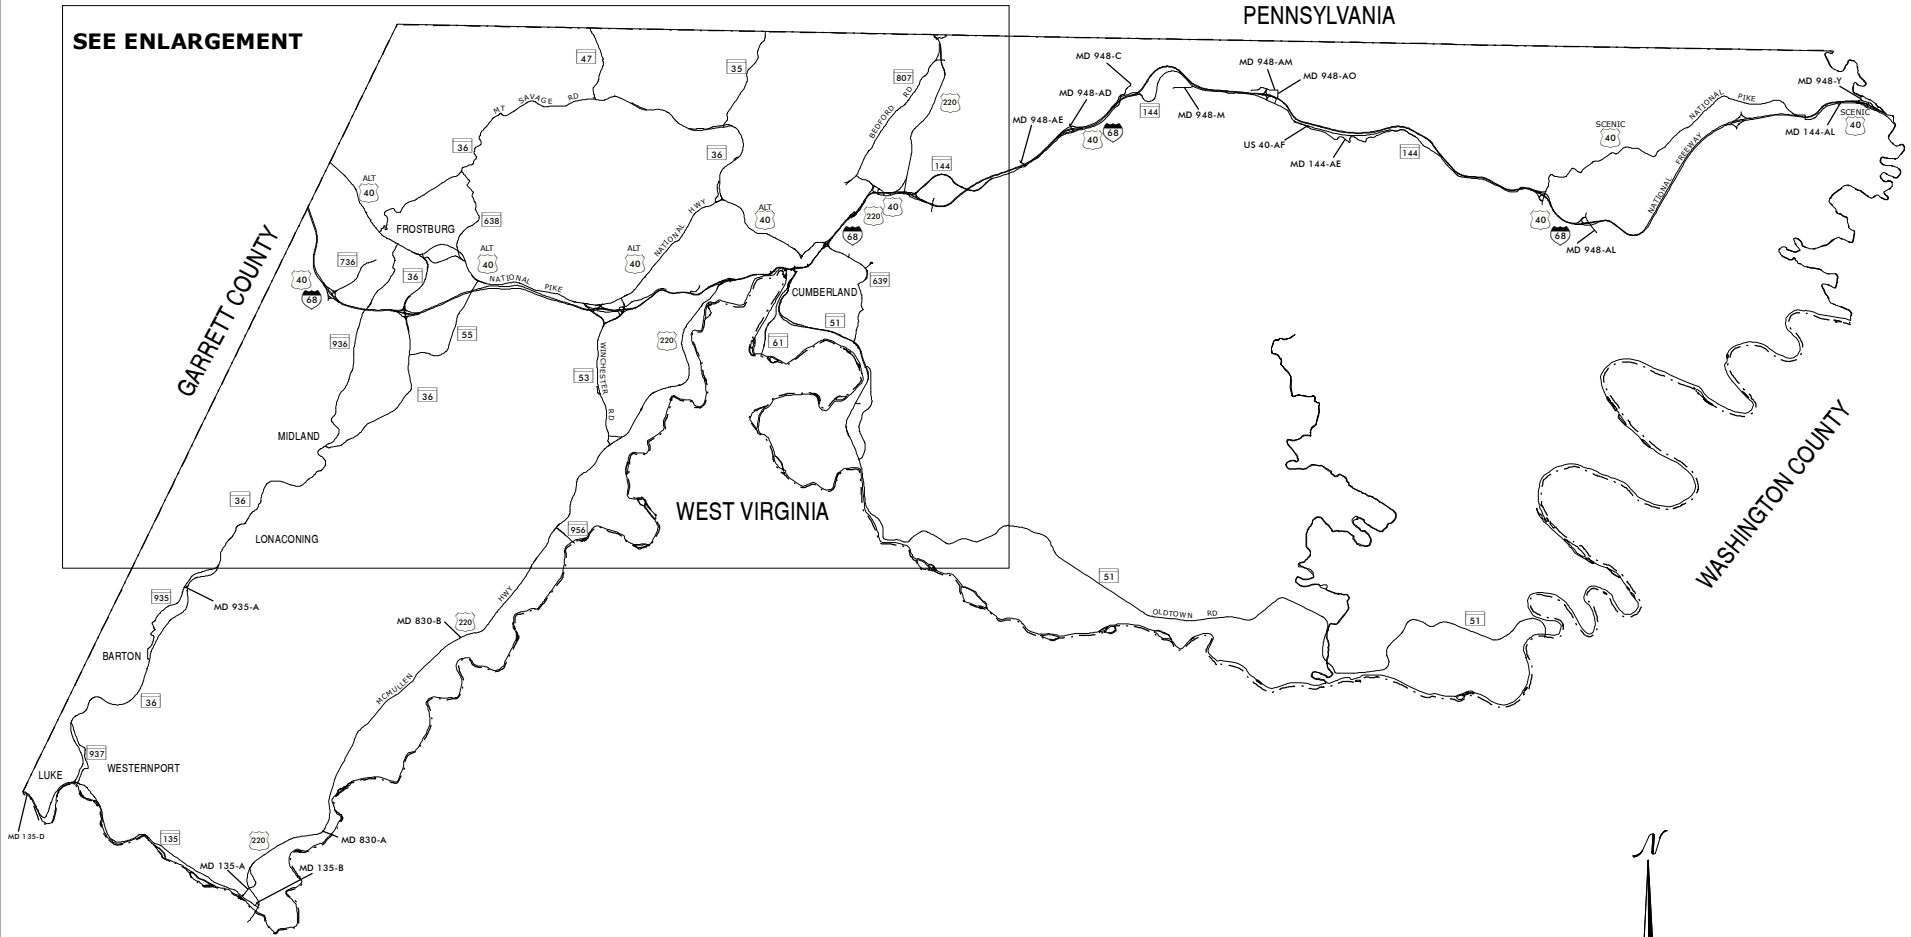 PENNSYLVANIA
SEE ENLARGEMENT
47
35
MD 948-C
MD 948-AM
MD 948-AO
MD 948-Y
807
BEDFORD RD
220
MT SAVAGE RD
MD 948-AD
144
MD 948-M
NATIONAL PIKE
SCENIC
40
MD 948-AE
40
68
SCENIC
40
MD 144-AL
36
36
144
US 40-AF
MD 144-AE
144
NATIONAL FREEWAY
ALT
40
638
FROSTBURG
NATIONAL HWY
ALT
40
220
40
68
40
68
MD 948-AL
GARRETT COUNTY
736
36
ALT
40
ALT
40
NATIONAL PIKE
40
68
639
CUMBERLAND
936
55
220
61
51
53
WINCHESTER RD
36
MIDLAND
36
LONACONING
WEST VIRGINIA
956
WASHINGTON COUNTY
935
MD 935-A
HWY
MD 830-B
220
51
OLDTOWN RD
51
BARTON
MCMULLEN
36
937
WESTERNPORT
LUKE
MD 135-D
135
220
MD 830-A
MD 135-A
MD 135-B
N